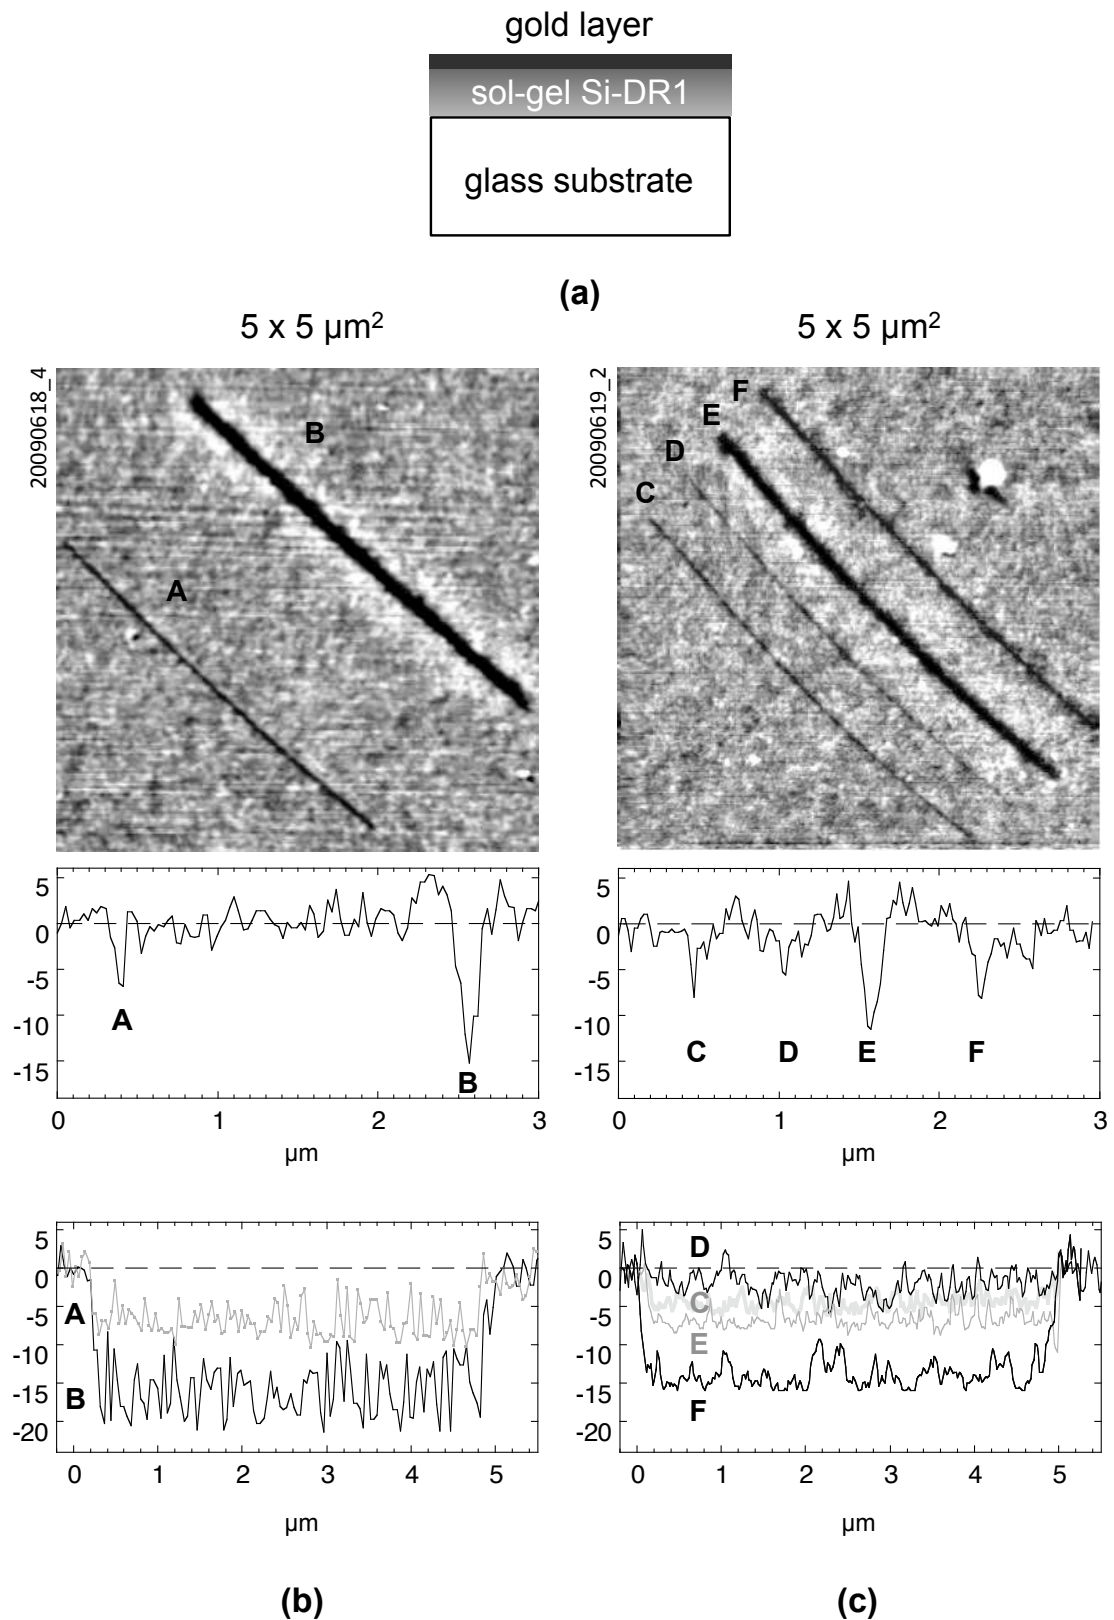 gold layer
sol-gel Si-DR1
glass substrate
(a)
5 x 5 µm²
5 x 5 µm²
20090618_4
B
A
20090619_2
F
E
D
C
5
0
-5
-10
-15
A
B
0 1 2 3
µm
5
0
-5
-10
-15
C D E F
0 1 2 3
µm
5
0
-5
-10
-15
-20
A
B
0 1 2 3 4 5
µm
5
0
-5
-10
-15
-20
D
C
E
F
0 1 2 3 4 5
µm
(b)
(c)